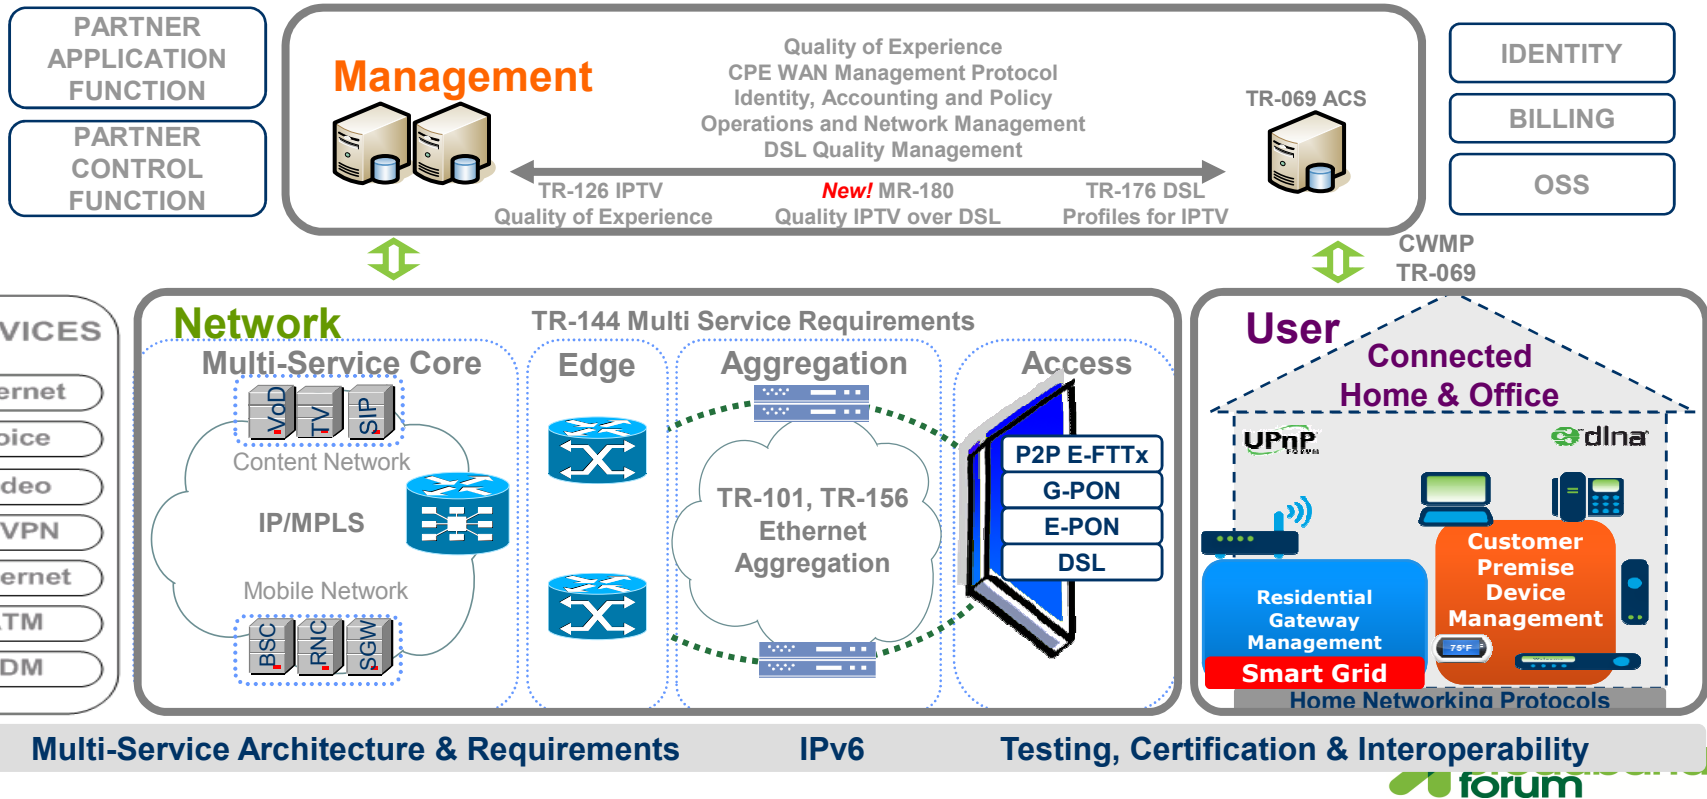 PARTNER
APPLICATION
FUNCTION
PARTNER
CONTROL
FUNCTION
Management
Quality of Experience
CPE WAN Management Protocol
Identity, Accounting and Policy
Operations and Network Management
DSL Quality Management
TR-126 IPTV
Quality of Experience
New! MR-180
Quality IPTV over DSL
TR-176 DSL
Profiles for IPTV
TR-069 ACS
IDENTITY
BILLING
OSS
CWMP
TR-069
VICES
ernet
oice
deo
VPN
ernet
TM
DM
Network
TR-144 Multi Service Requirements
Multi-Service Core
VoD
TV
SIP
Content Network
IP/MPLS
Mobile Network
BSC
RNC
SGW
Edge
Aggregation
TR-101, TR-156
Ethernet
Aggregation
Access
P2P E-FTTx
G-PON
E-PON
DSL
User
Connected
Home & Office
UPnP
FORUM
dlna
Customer
Premise
Device
Management
Residential
Gateway
Management
Smart Grid
75°F
Home Networking Protocols
Multi-Service Architecture & Requirements
IPv6
Testing, Certification & Interoperability
forum